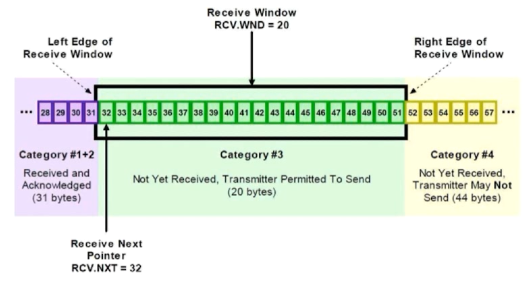 Receive Window
RCV.WND = 20
Left Edge of
Receive Window
Right Edge of
Receive Window
... 28 29 30 31 32 33 34 35 36 37 38 39 40 41 42 43 44 45 46 47 48 49 50 51 52 53 54 55 56 57 ...
Category #1+2
Received and
Acknowledged
(31 bytes)
Category #3
Not Yet Received, Transmitter Permitted To Send
(20 bytes)
Category #4
Not Yet Received,
Transmitter May Not
Send (44 bytes)
Receive Next
Pointer
RCV.NXT = 32